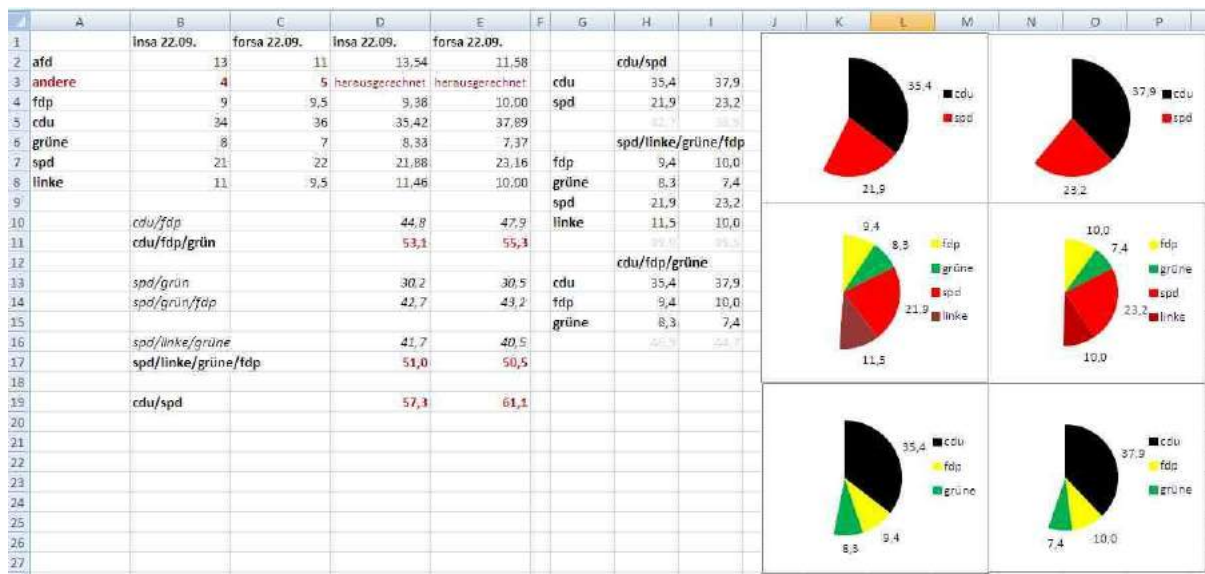 A B C D E F G H I J K L M N O P
1 insa 22.09. forsa 22.09. insa 22.09. forsa 22.09.
2 afd 13 11 13,54 11,58 cdu/spd
3 andere 4 5 herausgerechnet herausgerechnet cdu 35,4 37,9
4 fdp 9 9,5 9,38 10,00 spd 21,9 23,2
5 cdu 34 36 35,42 37,89
6 grüne 8 7 8,33 7,37 spd/linke/grüne/fdp
7 spd 21 22 21,88 23,16 fdp 9,4 10,0
8 linke 11 9,5 11,46 10,00 grüne 8,3 7,4
9 spd 21,9 23,2
10 cdu/fdp 44,8 47,9 linke 11,5 10,0
11 cdu/fdp/grün 53,1 55,3
12 cdu/fdp/grüne
13 spd/grün 30,2 30,5 cdu 35,4 37,9
14 spd/grün/fdp 42,7 43,2 fdp 9,4 10,0
15 grüne 8,3 7,4
16 spd/linke/grüne 41,7 40,5
17 spd/linke/grüne/fdp 51,0 50,5
18
19 cdu/spd 57,3 61,1
20
21
22
23
24
25
26
27
35,4
cdu
spd
21,9
37,9
cdu
spd
23,2
9,4
8,3
21,9
11,5
fdp
grüne
spd
linke
10,0
7,4
23,2
10,0
fdp
grüne
spd
linke
35,4
9,4
8,3
cdu
fdp
grüne
37,9
10,0
7,4
cdu
fdp
grüne